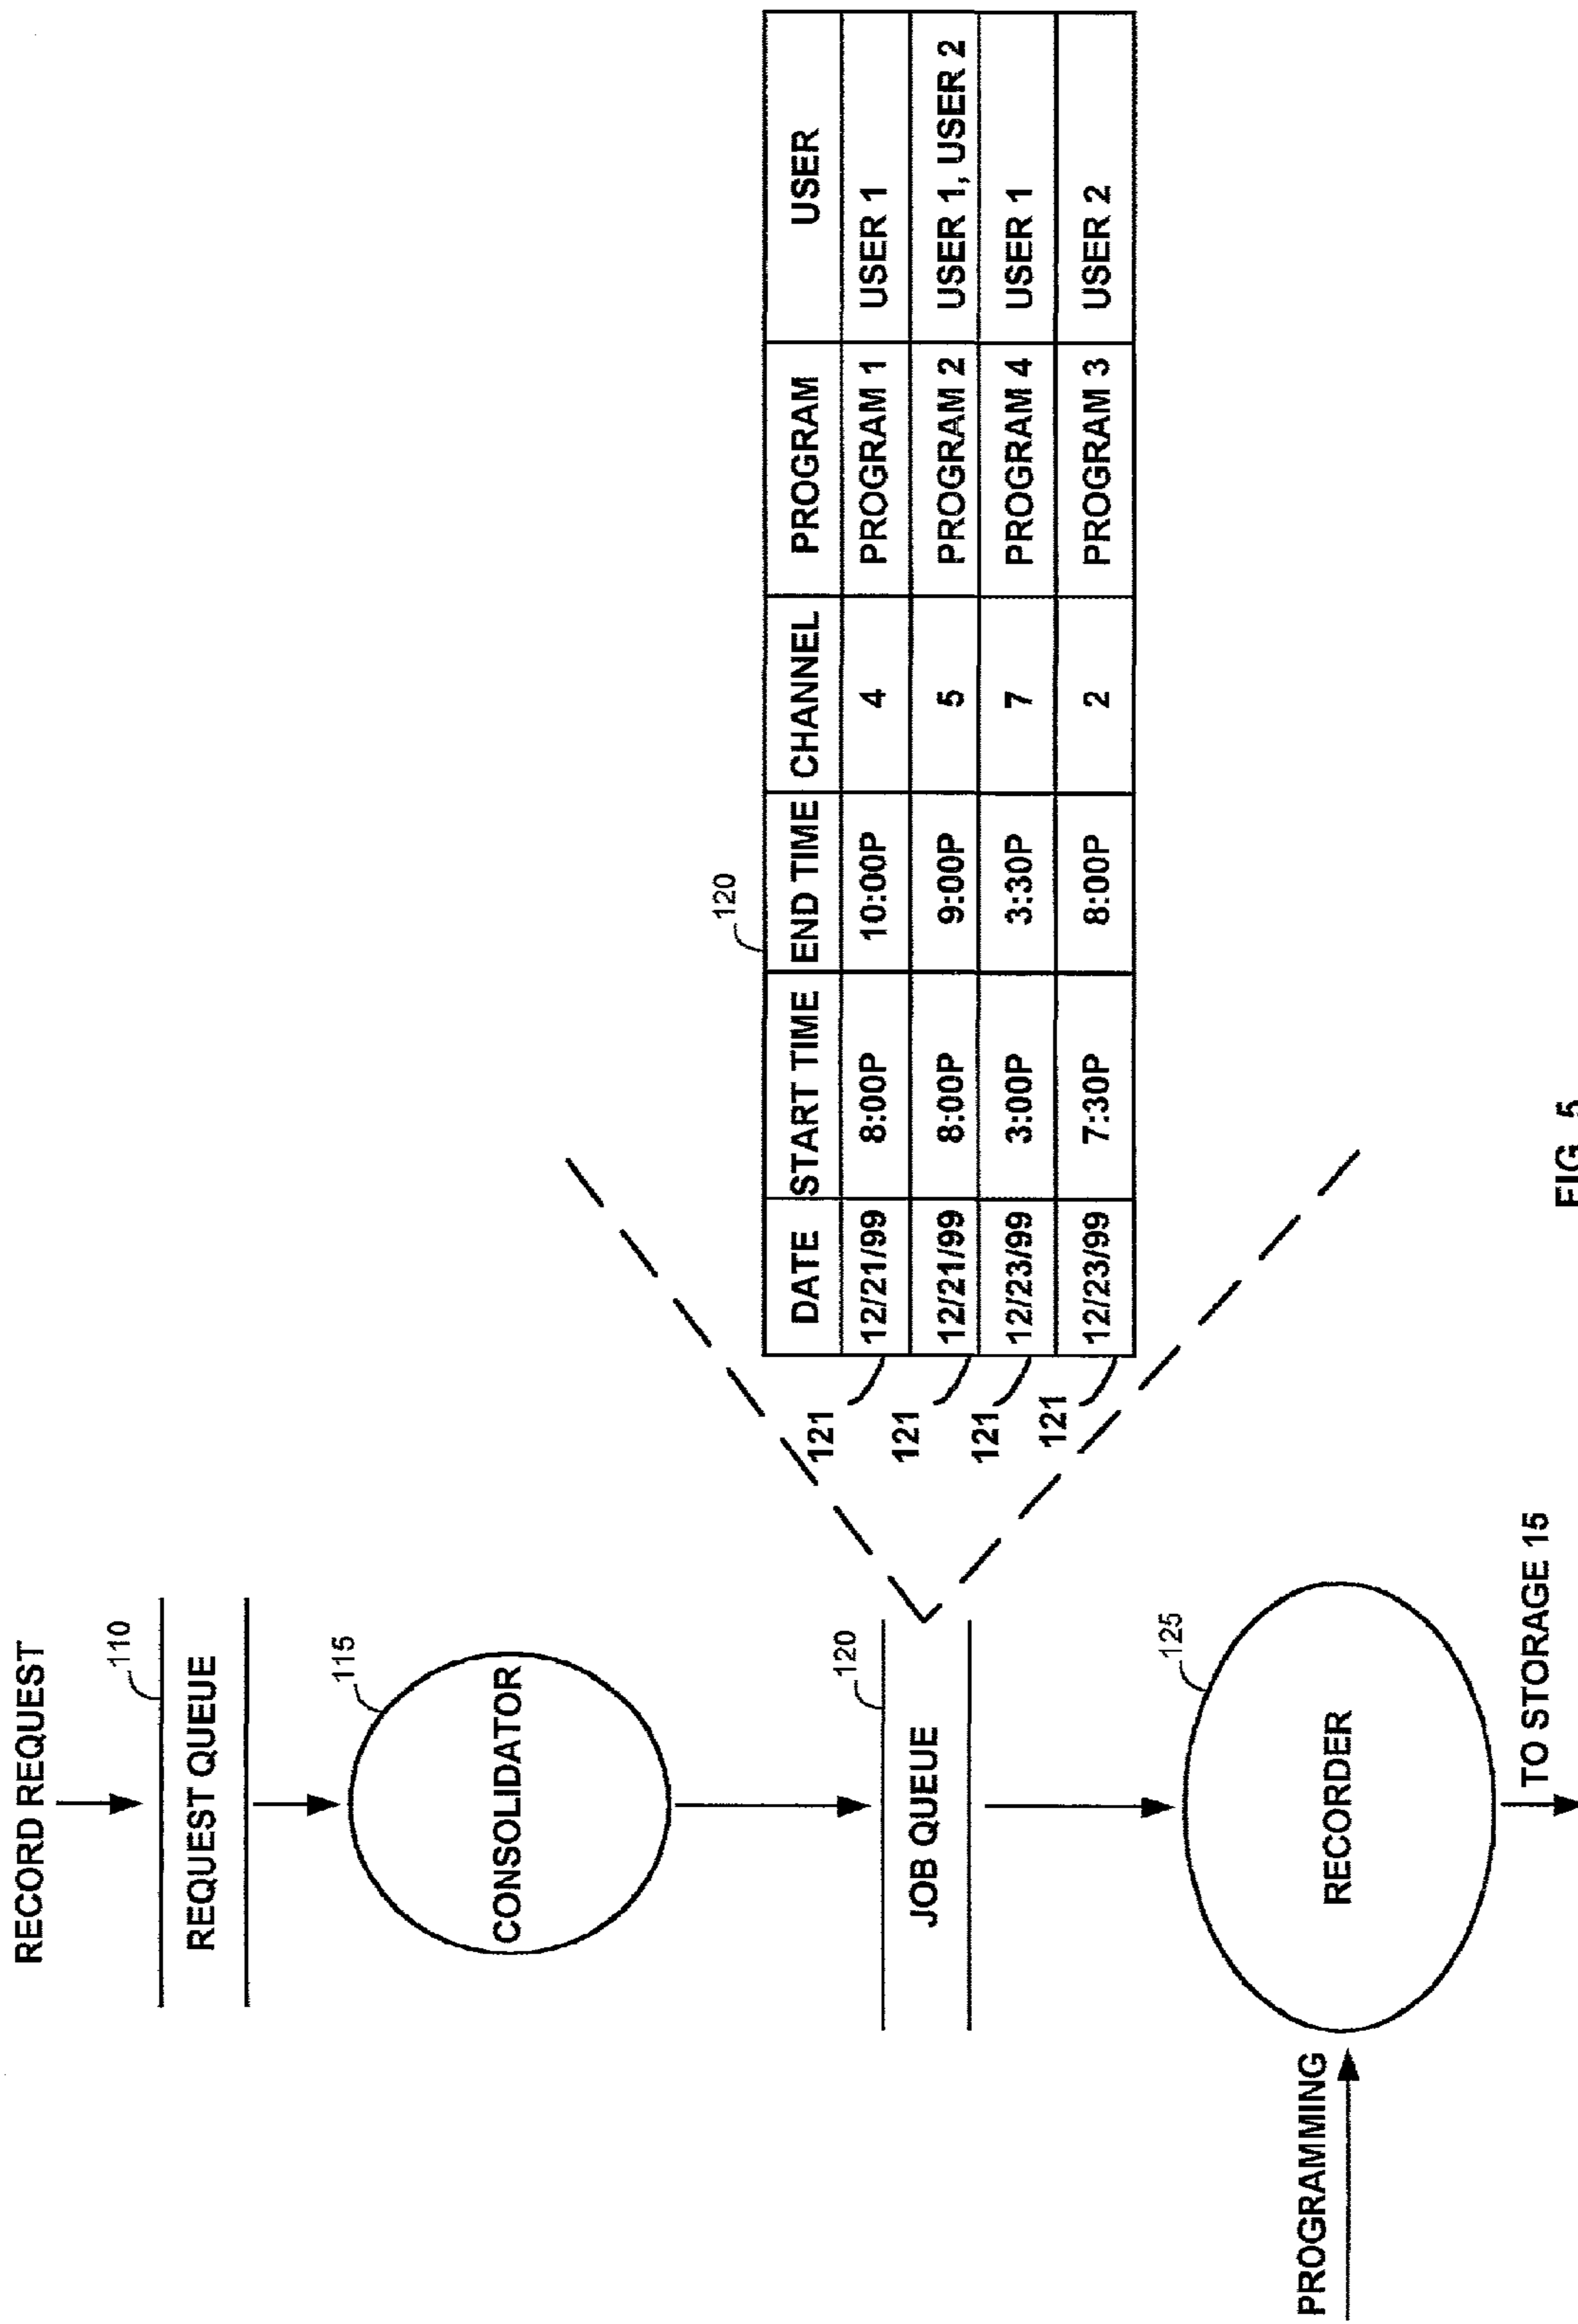 RECORD REQUEST
110
REQUEST QUEUE
115
CONSOLIDATOR
120
JOB QUEUE
125
RECORDER
PROGRAMMING
TO STORAGE 15
120
DATE START TIME END TIME CHANNEL PROGRAM USER
121 12/21/99 8:00P 10:00P 4 PROGRAM 1 USER 1
121 12/21/99 8:00P 9:00P 5 PROGRAM 2 USER 1, USER 2
121 12/23/99 3:00P 3:30P 7 PROGRAM 4 USER 1
121 12/23/99 7:30P 8:00P 2 PROGRAM 3 USER 2
FIG. 5